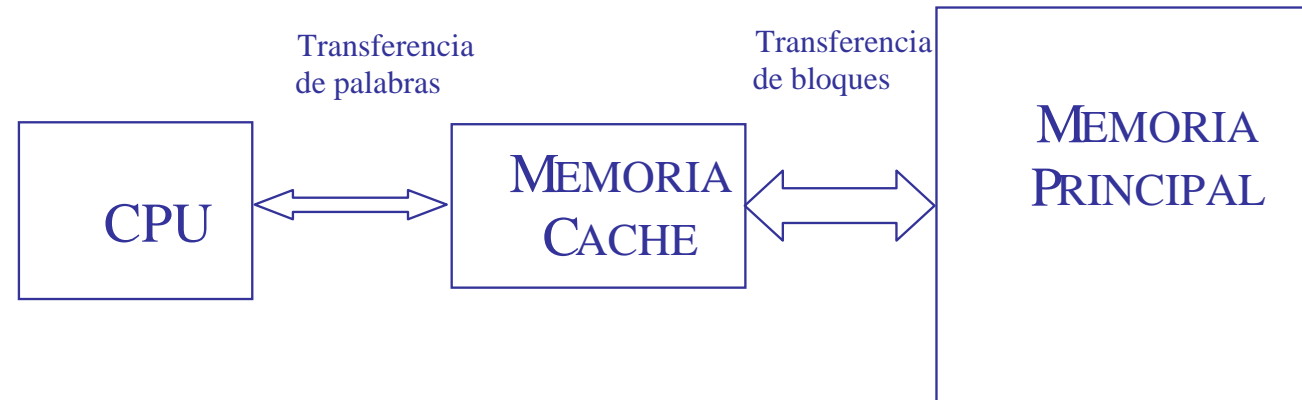 Transferencia
de palabras
Transferencia
de bloques
CPU
MEMORIA
CACHE
MEMORIA
PRINCIPAL